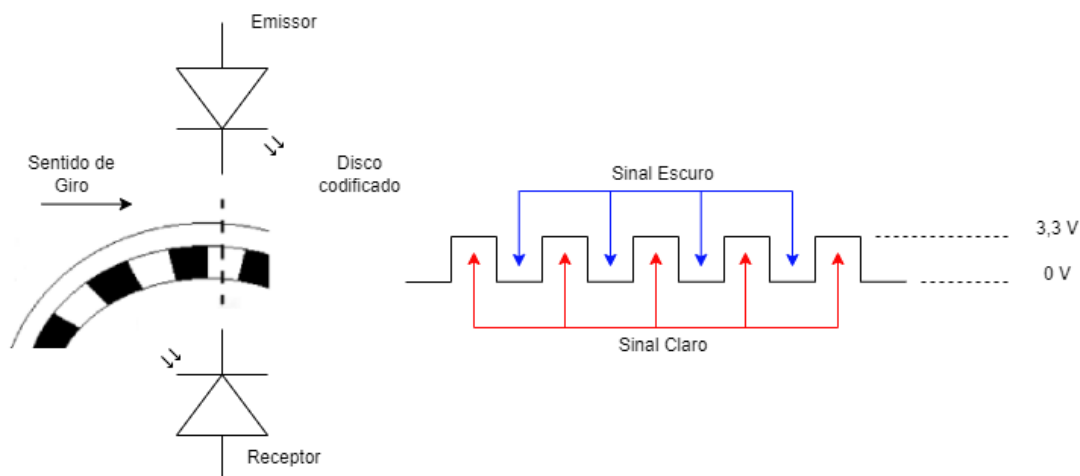 Emissor
Sentido de
Giro
Disco
codificado
Sinal Escuro
3,3 V
0 V
Sinal Claro
Receptor